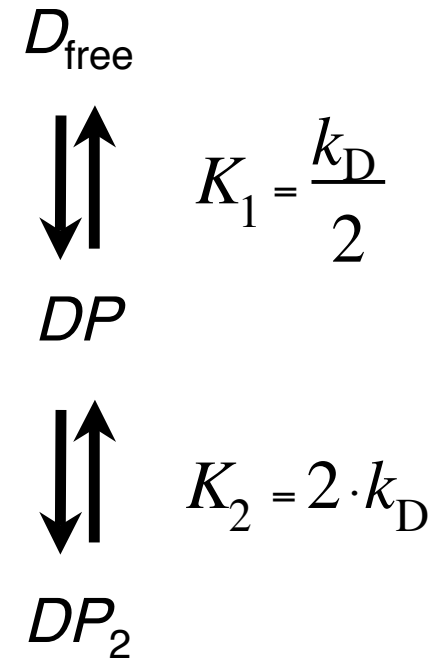 D_free
K_1 = k_D / 2
DP
K_2 = 2 · k_D
DP_2